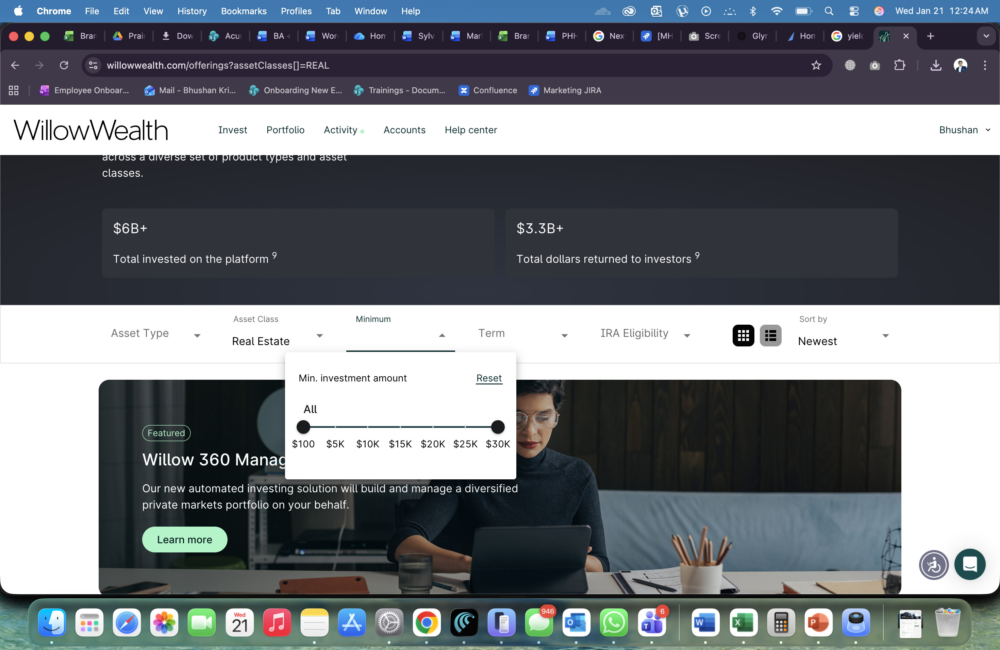 Chrome File Edit View History Bookmarks Profiles Tab Window Help Wed Jan 21 12:24 AM
Bran Prai Dow Acu BA + Wor Hom Sylv Mar Bran PHH Nex [MH Scre Glyn Hom yield
willowwealth.com/offerings?assetClasses[]=REAL
Employee Onboar... Mail - Bhushan Kri... Onboarding New E... Trainings - Docum... Confluence Marketing JIRA
WillowWealth Invest Portfolio Activity Accounts Help center Bhushan
across a diverse set of product types and asset
classes.
$6B+
Total invested on the platform 9
$3.3B+
Total dollars returned to investors 9
Asset Type
Asset Class
Real Estate
Minimum
Term
IRA Eligibility
Sort by
Newest
Min. investment amount Reset
All
$100 $5K $10K $15K $20K $25K $30K
Featured
Willow 360 Manag
Our new automated investing solution will build and manage a diversified
private markets portfolio on your behalf.
Learn more
Wed
21
946
6